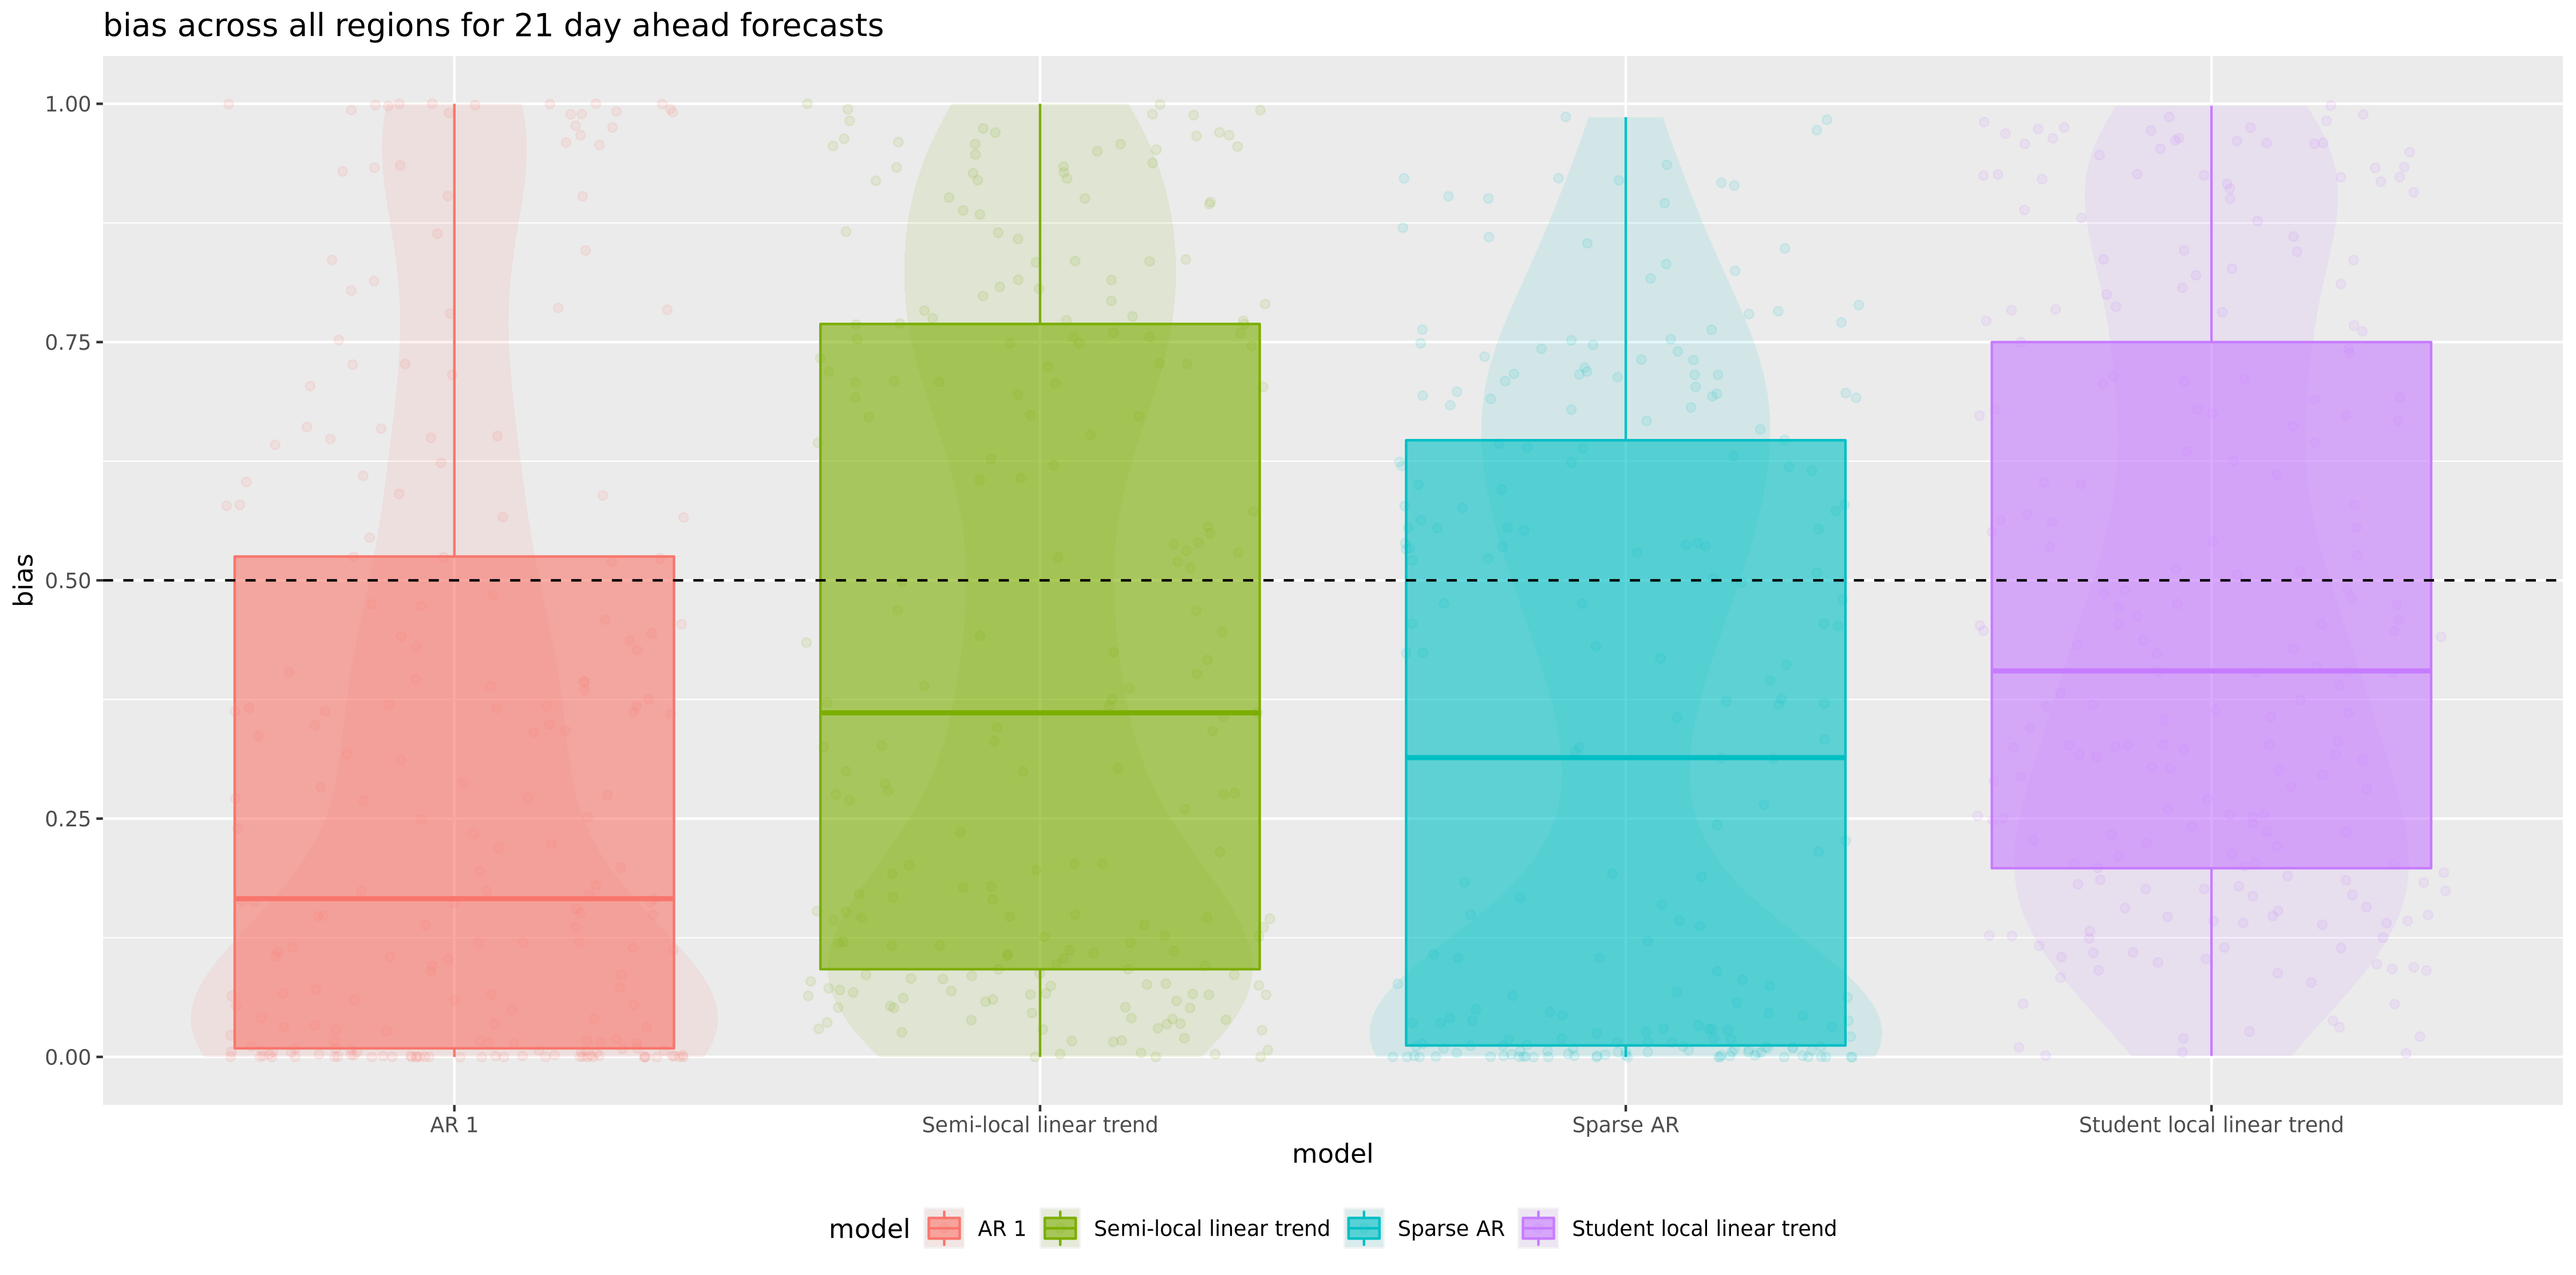 bias across all regions for 21 day ahead forecasts
1.00
0.75
0.50
0.25
0.00
bias
AR 1 Semi-local linear trend Sparse AR Student local linear trend
model
model AR 1 Semi-local linear trend Sparse AR Student local linear trend